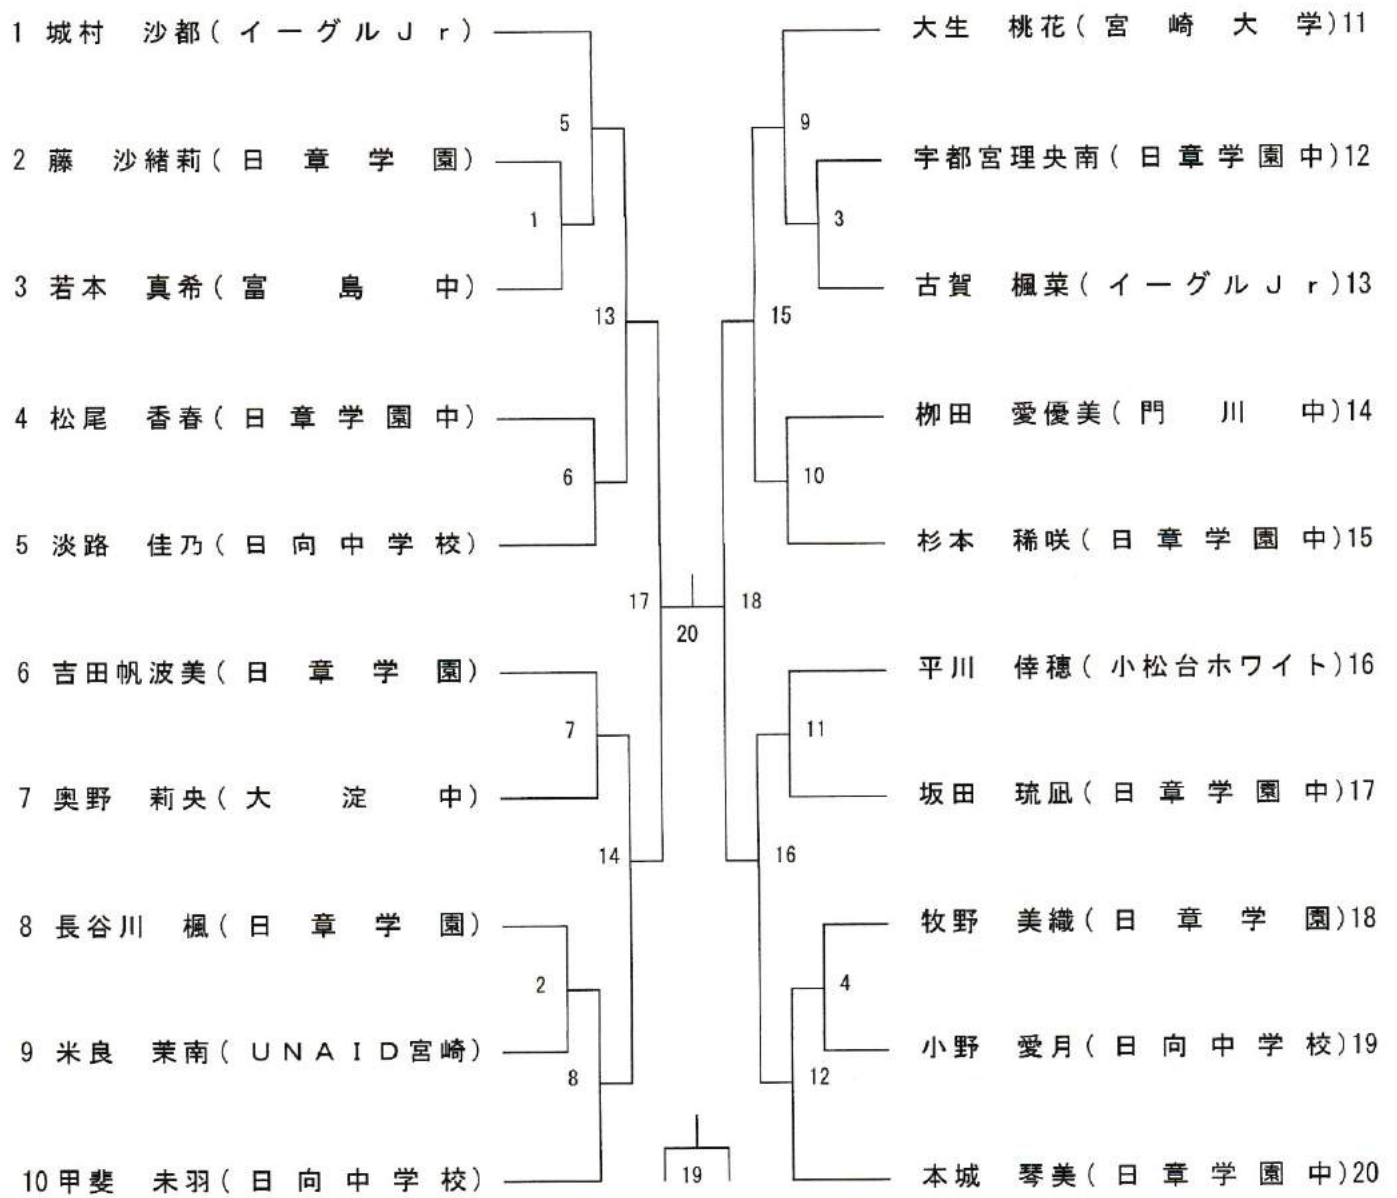 1 城村 沙都(イーグルJr)
2 藤 沙緒莉(日章学園)
3 若本 真希(富島中)
4 松尾 香春(日章学園中)
5 淡路 佳乃(日向中学校)
6 吉田帆波美(日章学園)
7 奥野 莉央(大淀中)
8 長谷川 楓(日章学園)
9 米良 茉南(UNAID宮崎)
10 甲斐 未羽(日向中学校)
5
1
13
6
17
7
14
2
8
20
19
9
3
15
10
18
11
16
4
12
大生 桃花(宮崎大学)11
宇都宮理央南(日章学園中)12
古賀 楓菜(イーグルJr)13
栁田 愛優美(門川中)14
杉本 稀咲(日章学園中)15
平川 倖穂(小松台ホワイト)16
坂田 琉凪(日章学園中)17
牧野 美織(日章学園)18
小野 愛月(日向中学校)19
本城 琴美(日章学園中)20